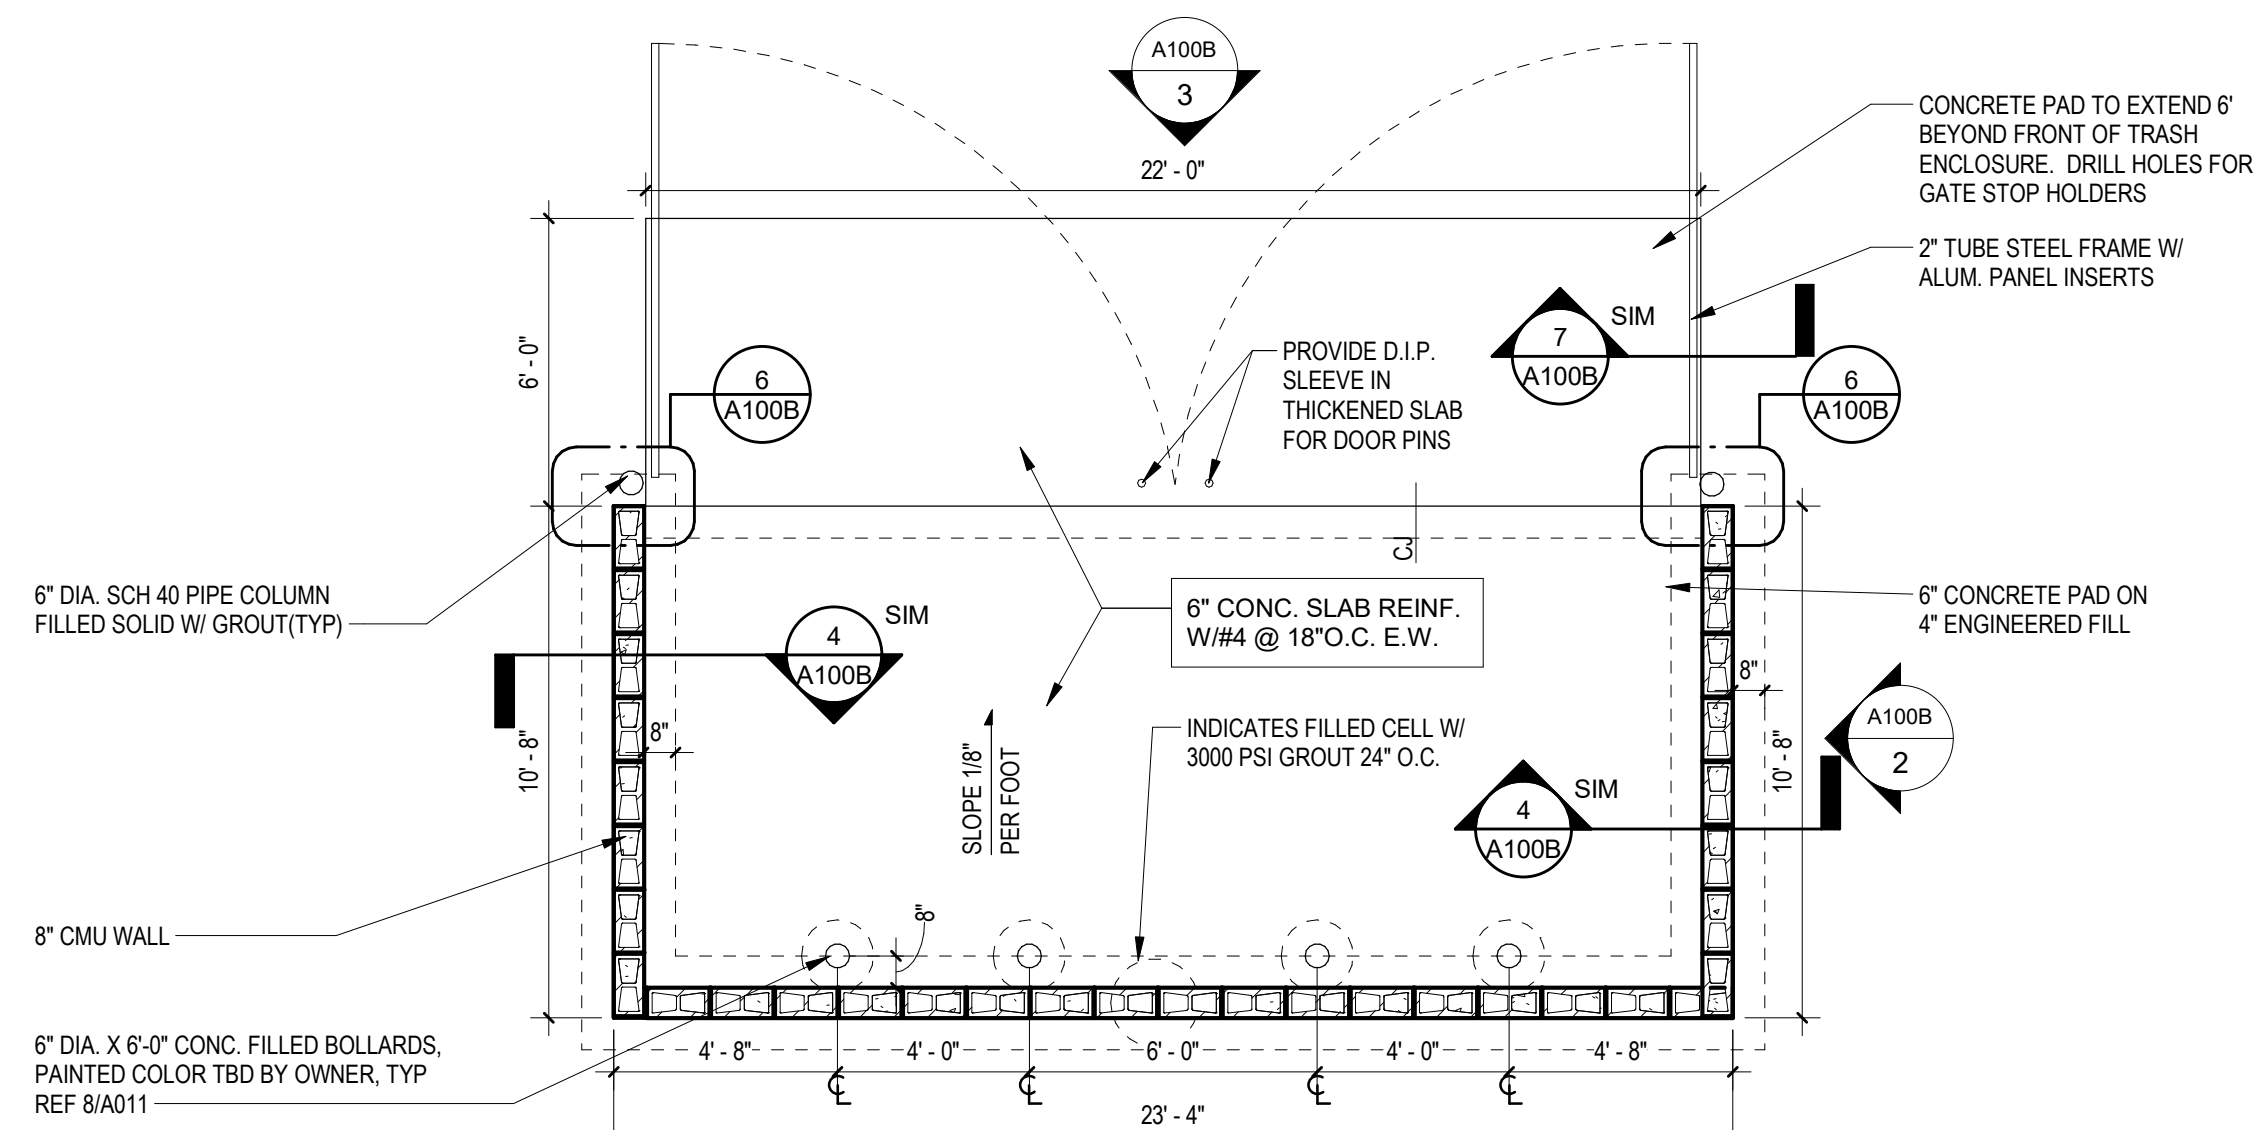 A100B
3
22' - 0"
CONCRETE PAD TO EXTEND 6'
BEYOND FRONT OF TRASH
ENCLOSURE.  DRILL HOLES FOR
GATE STOP HOLDERS
2" TUBE STEEL FRAME W/
ALUM. PANEL INSERTS
6' - 0"
6
A100B
PROVIDE D.I.P.
SLEEVE IN
THICKENED SLAB
FOR DOOR PINS
7
A100B
SIM
6
A100B
CJ
6" DIA. SCH 40 PIPE COLUMN
FILLED SOLID W/ GROUT(TYP)
4
A100B
SIM
6" CONC. SLAB REINF.
W/#4 @ 18"O.C. E.W.
6" CONCRETE PAD ON
4" ENGINEERED FILL
8"
8"
10' - 8"
SLOPE 1/8"
PER FOOT
INDICATES FILLED CELL W/
3000 PSI GROUT 24" O.C.
4
A100B
SIM
10' - 8"
A100B
2
8" CMU WALL
8"
6" DIA. X 6'-0" CONC. FILLED BOLLARDS,
PAINTED COLOR TBD BY OWNER, TYP
REF 8/A011
4' - 8"
4' - 0"
6' - 0"
4' - 0"
4' - 8"
℄
℄
℄
℄
23' - 4"